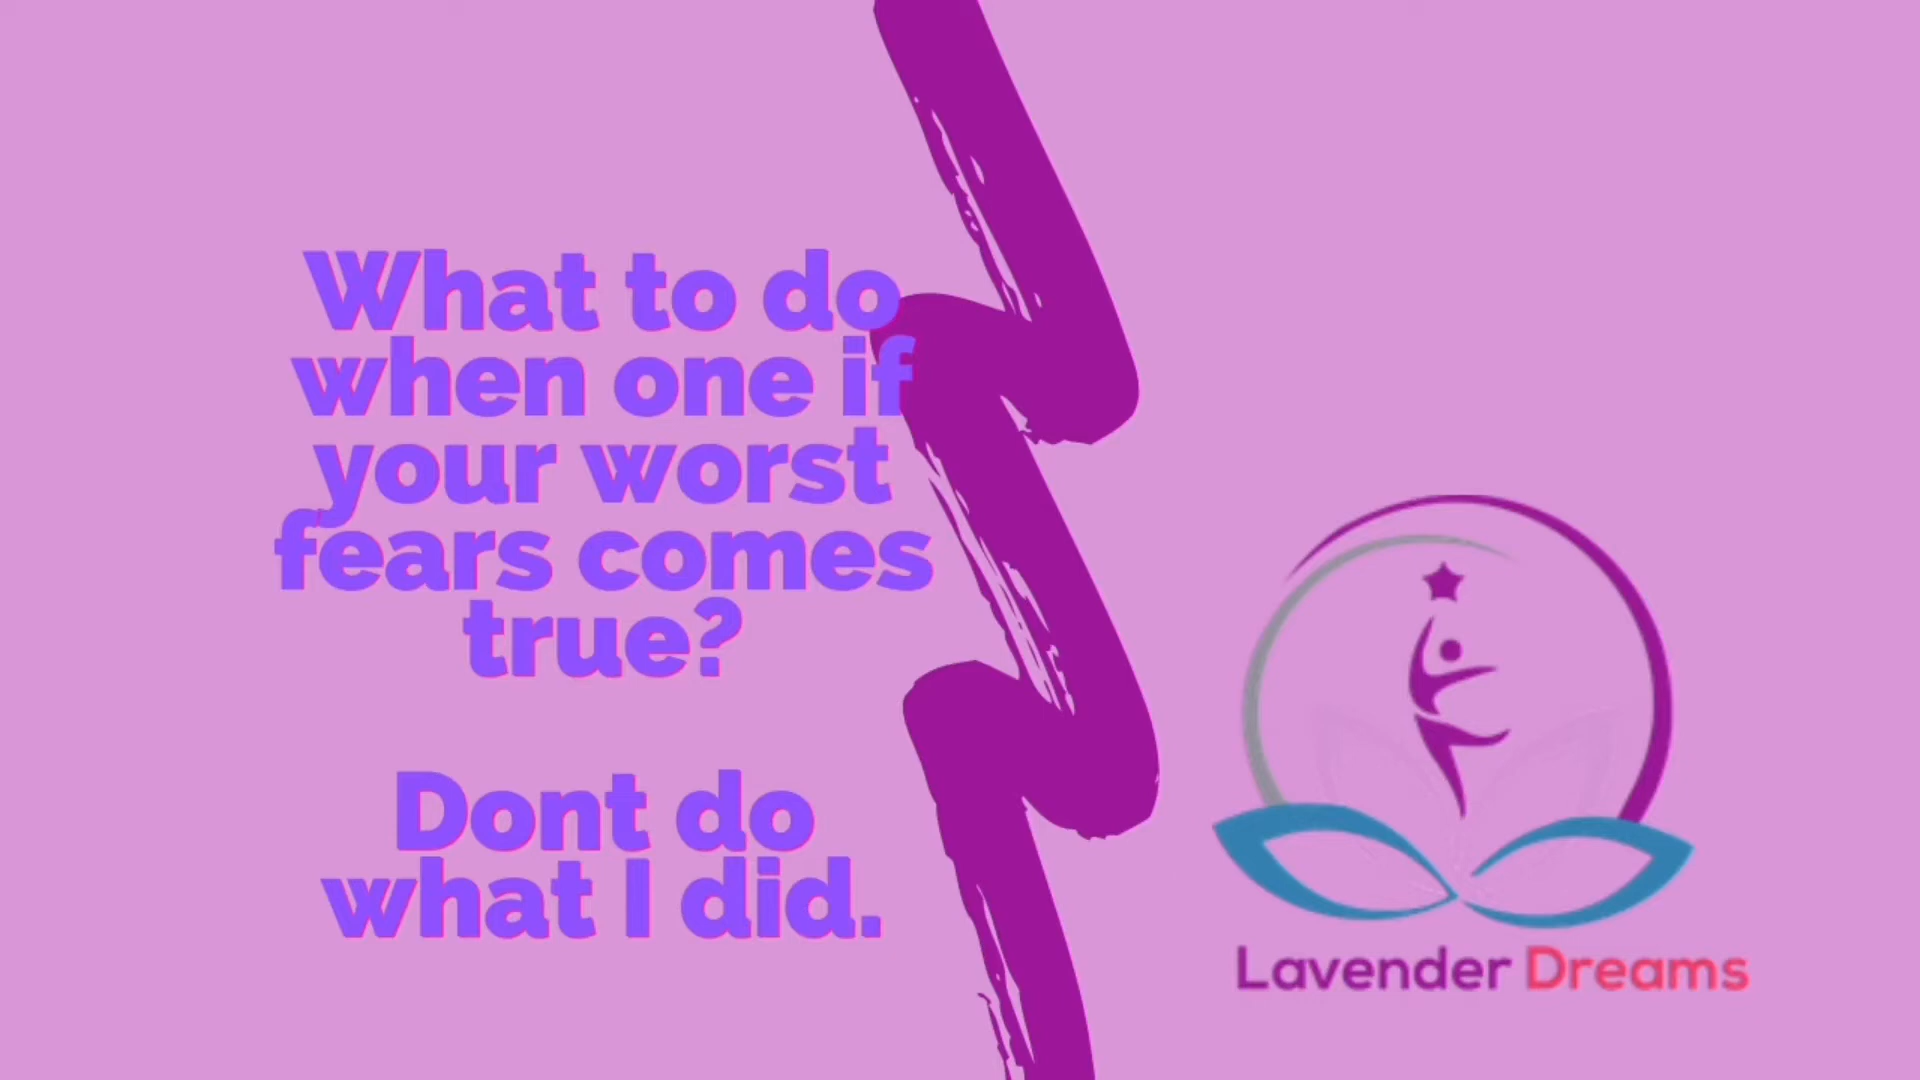 What to do
when one if
your worst
fears comes
true?
Dont do
what I did.
Lavender Dreams